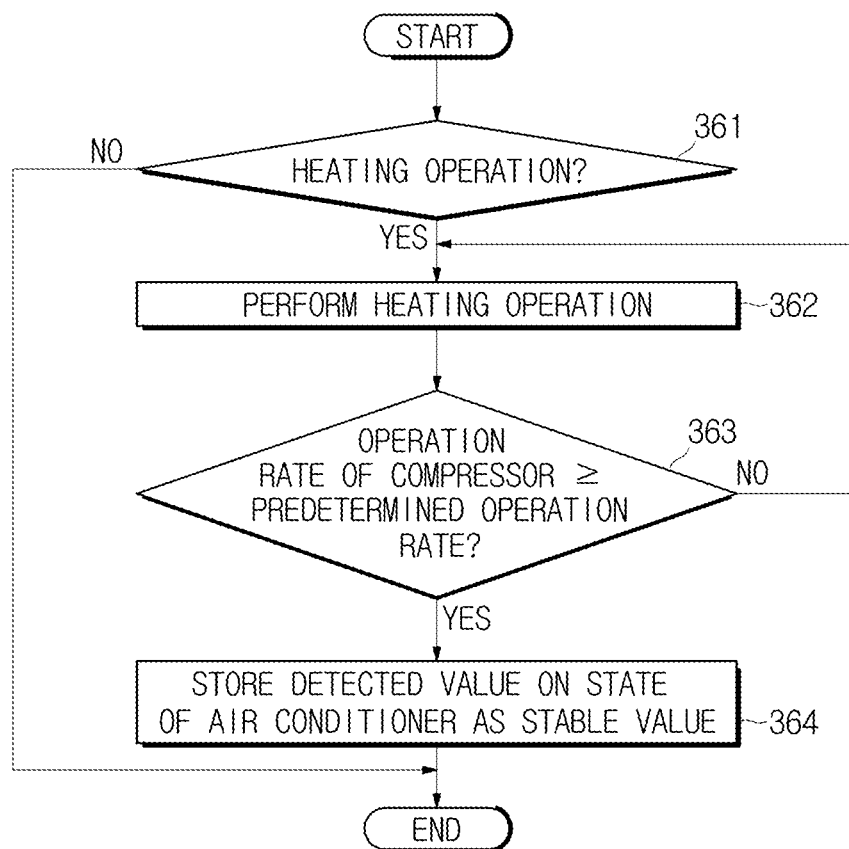 START
361
NO
HEATING OPERATION?
YES
PERFORM HEATING OPERATION
362
363
OPERATION
RATE OF COMPRESSOR ≥
PREDETERMINED OPERATION
RATE?
NO
YES
STORE DETECTED VALUE ON STATE
OF AIR CONDITIONER AS STABLE VALUE
364
END